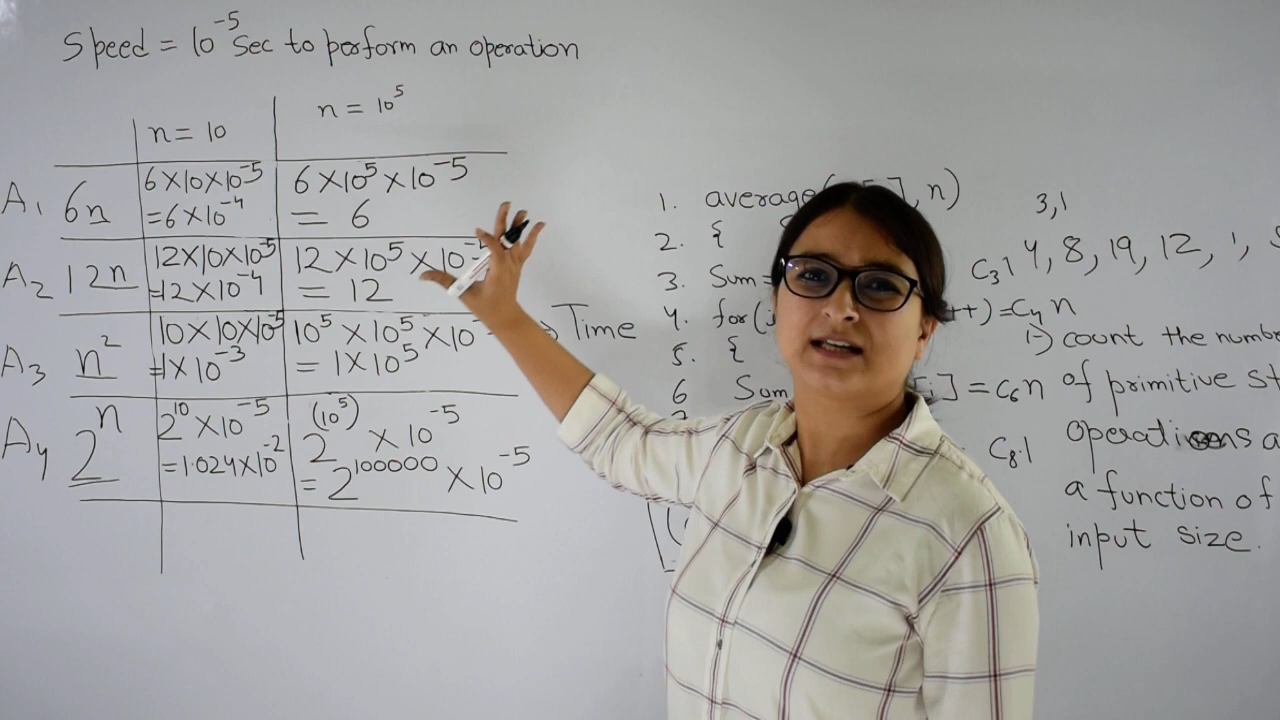 Speed = 10⁻⁵ sec to perform an operation
n = 10
n = 10⁵
A₁
6n
6×10×10⁻⁵
= 6×10⁻⁴
6×10⁵×10⁻⁵
= 6
A₂
12n
12×10×10⁻⁵
=12×10⁻⁴
12×10⁵×10⁻⁵
= 12
A₃
n²
10×10×10⁻⁵
=1×10⁻³
10⁵×10⁵×10
= 1×10⁵
A₄
2ⁿ
2¹⁰×10⁻⁵
=1.024×10⁻²
2^(10⁵) × 10⁻⁵
= 2¹⁰⁰⁰⁰⁰ × 10⁻⁵
Time
1. average( ], n)
2. {
3. Sum =
4. for( ++) = C₄ n
5. {
6 Sum ] = C₆n
C₃1
C₈.1
3,1
4, 8, 19, 12, 1,
1-) count the
of primitive
operations
a function of
input size.